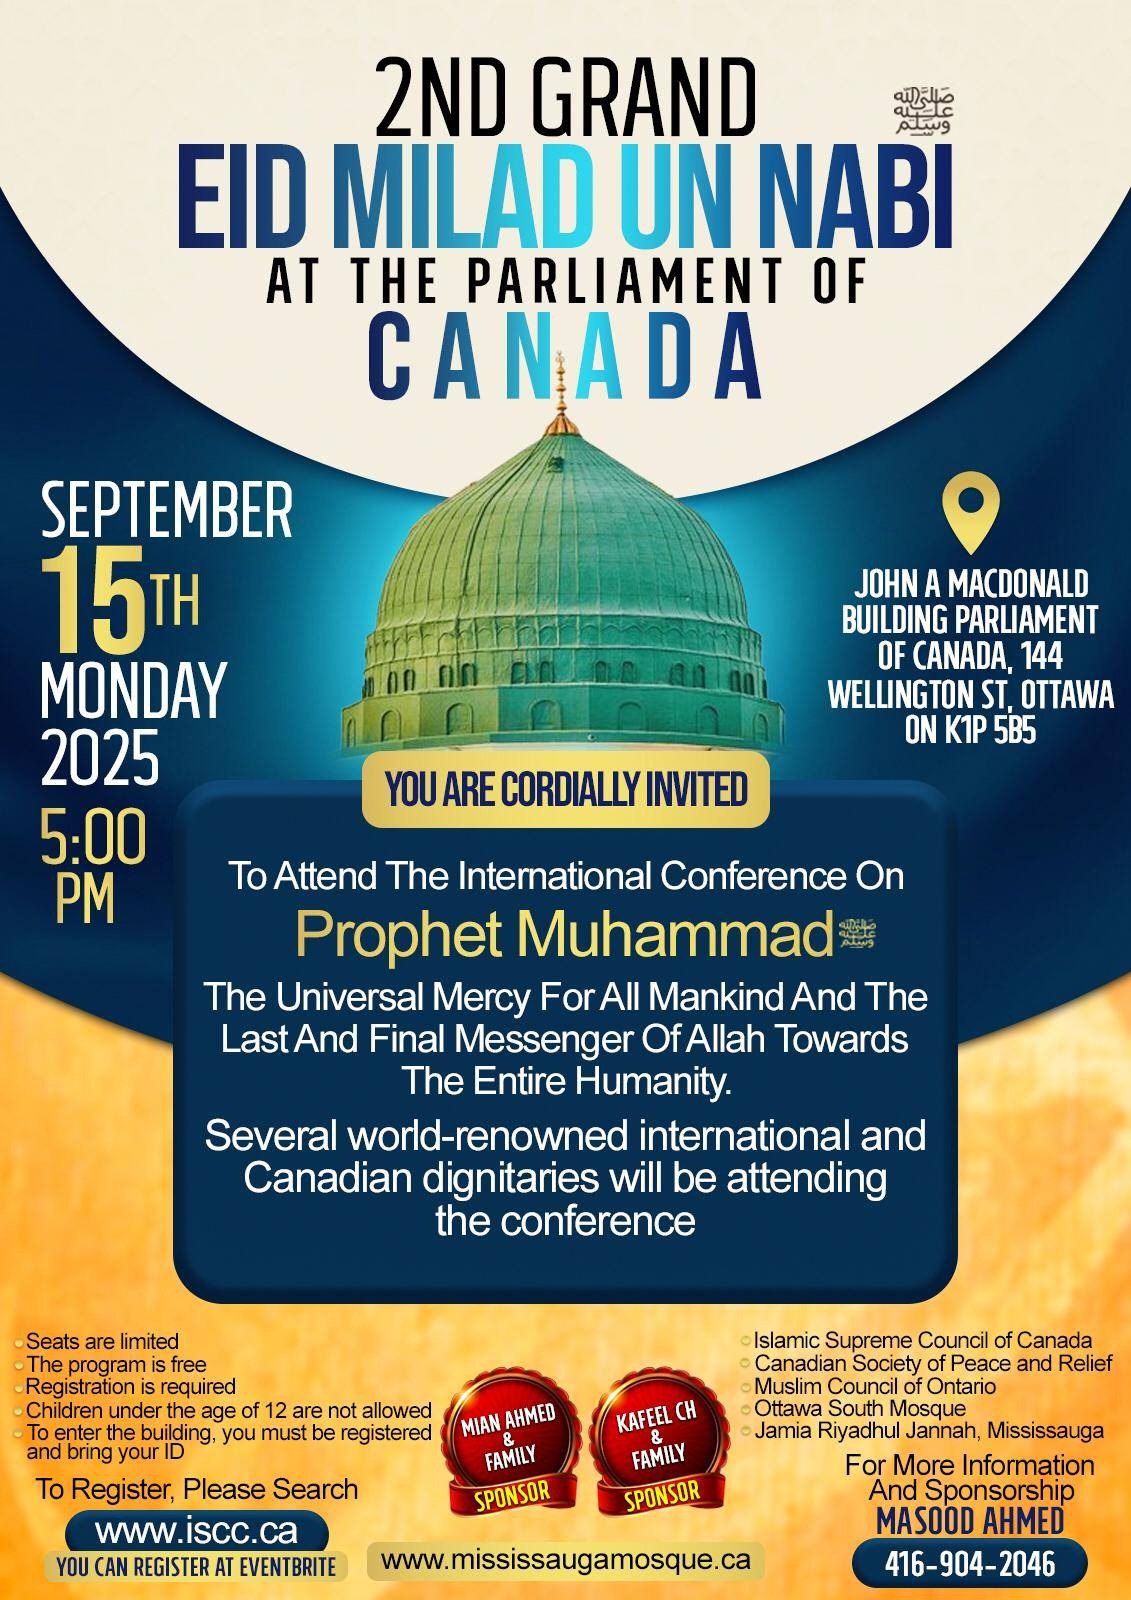 2ND GRAND
صلى الله
عليه
وسلم
EID MILAD UN NABI
AT THE PARLIAMENT OF
CANADA
SEPTEMBER
15TH
MONDAY
2025
5:00
PM
JOHN A MACDONALD
BUILDING PARLIAMENT
OF CANADA, 144
WELLINGTON ST, OTTAWA
ON K1P 5B5
YOU ARE CORDIALLY INVITED
To Attend The International Conference On
Prophet Muhammadﷺ
The Universal Mercy For All Mankind And The
Last And Final Messenger Of Allah Towards
The Entire Humanity.
Several world-renowned international and
Canadian dignitaries will be attending
the conference
Seats are limited
The program is free
Registration is required
Children under the age of 12 are not allowed
To enter the building, you must be registered
and bring your ID
To Register, Please Search
www.iscc.ca
YOU CAN REGISTER AT EVENTBRITE
MIAN AHMED
&
FAMILY
SPONSOR
KAFEEL CH
&
FAMILY
SPONSOR
www.mississaugamosque.ca
Islamic Supreme Council of Canada
Canadian Society of Peace and Relief
Muslim Council of Ontario
Ottawa South Mosque
Jamia Riyadhul Jannah, Mississauga
For More Information
And Sponsorship
MASOOD AHMED
416-904-2046